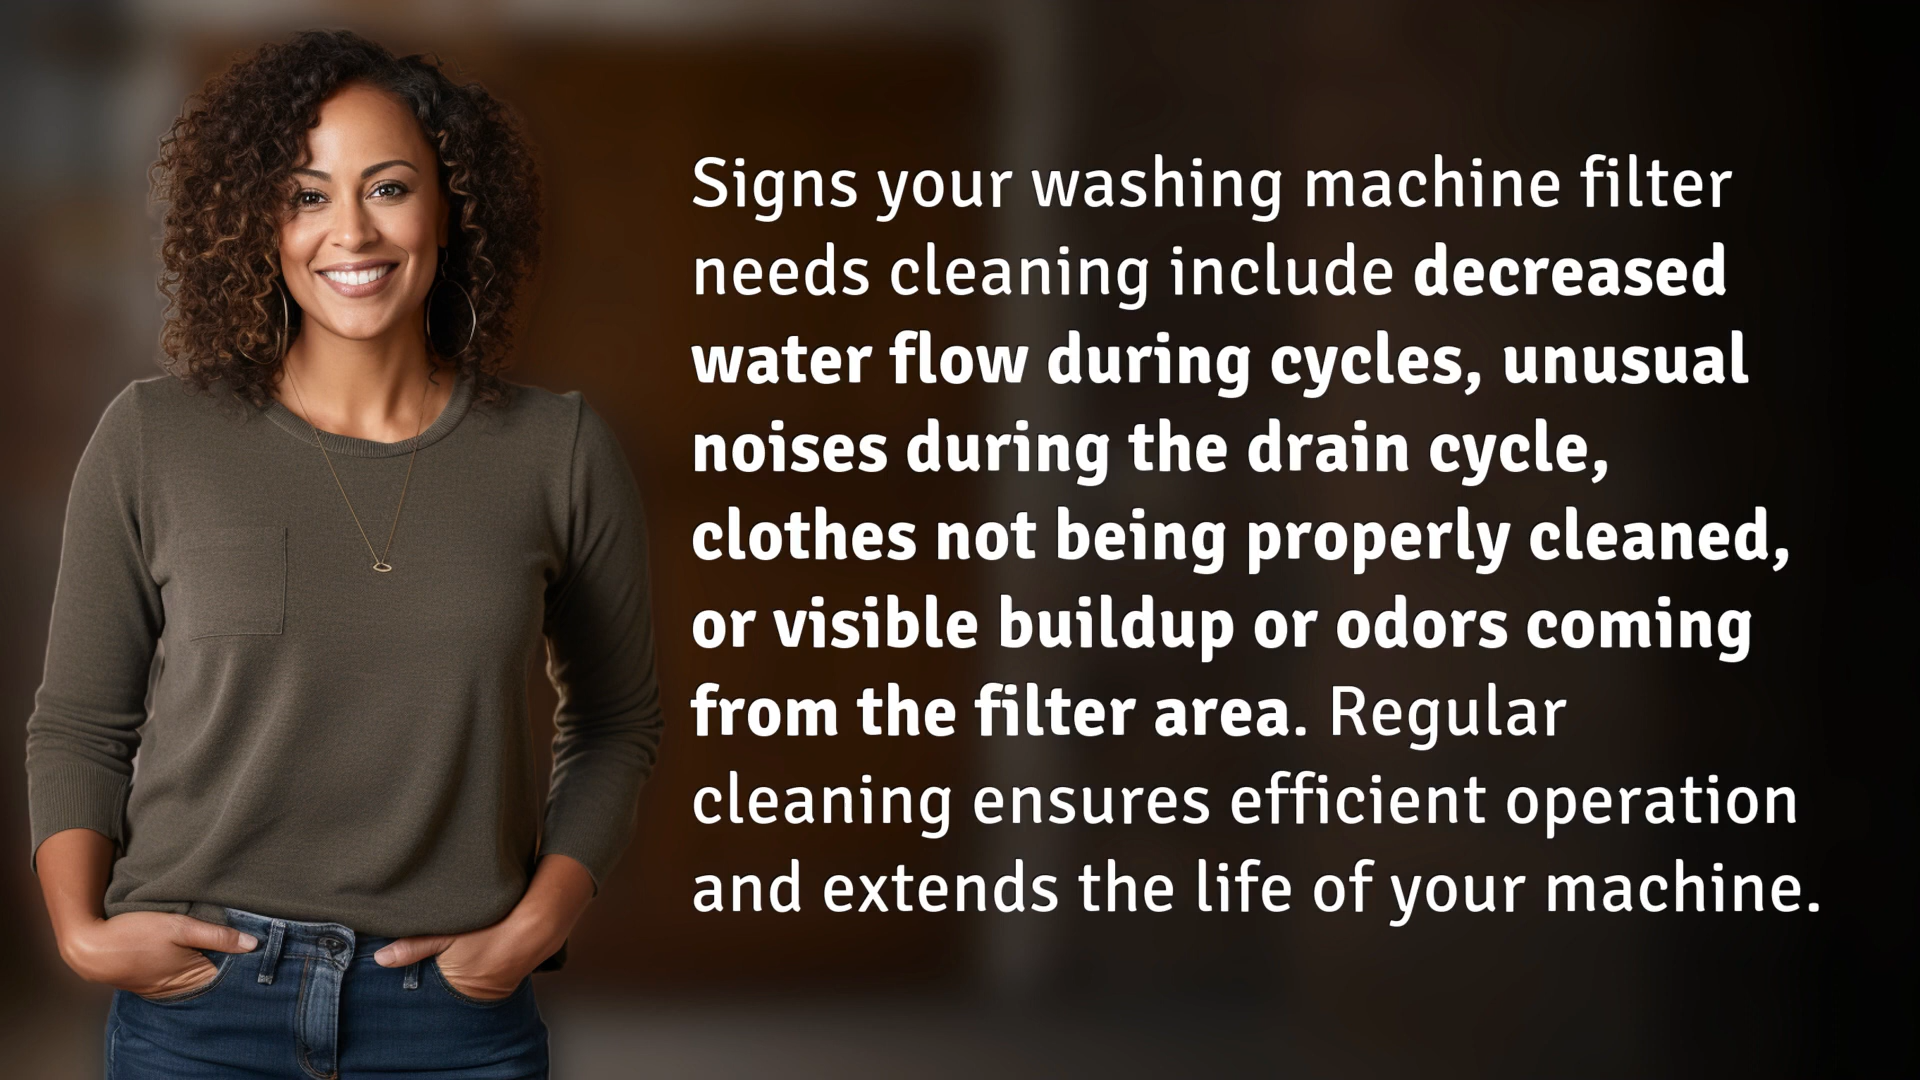 Signs your washing machine filter
needs cleaning include decreased
water flow during cycles, unusual
noises during the drain cycle,
clothes not being properly cleaned,
or visible buildup or odors coming
from the filter area. Regular
cleaning ensures efficient operation
and extends the life of your machine.